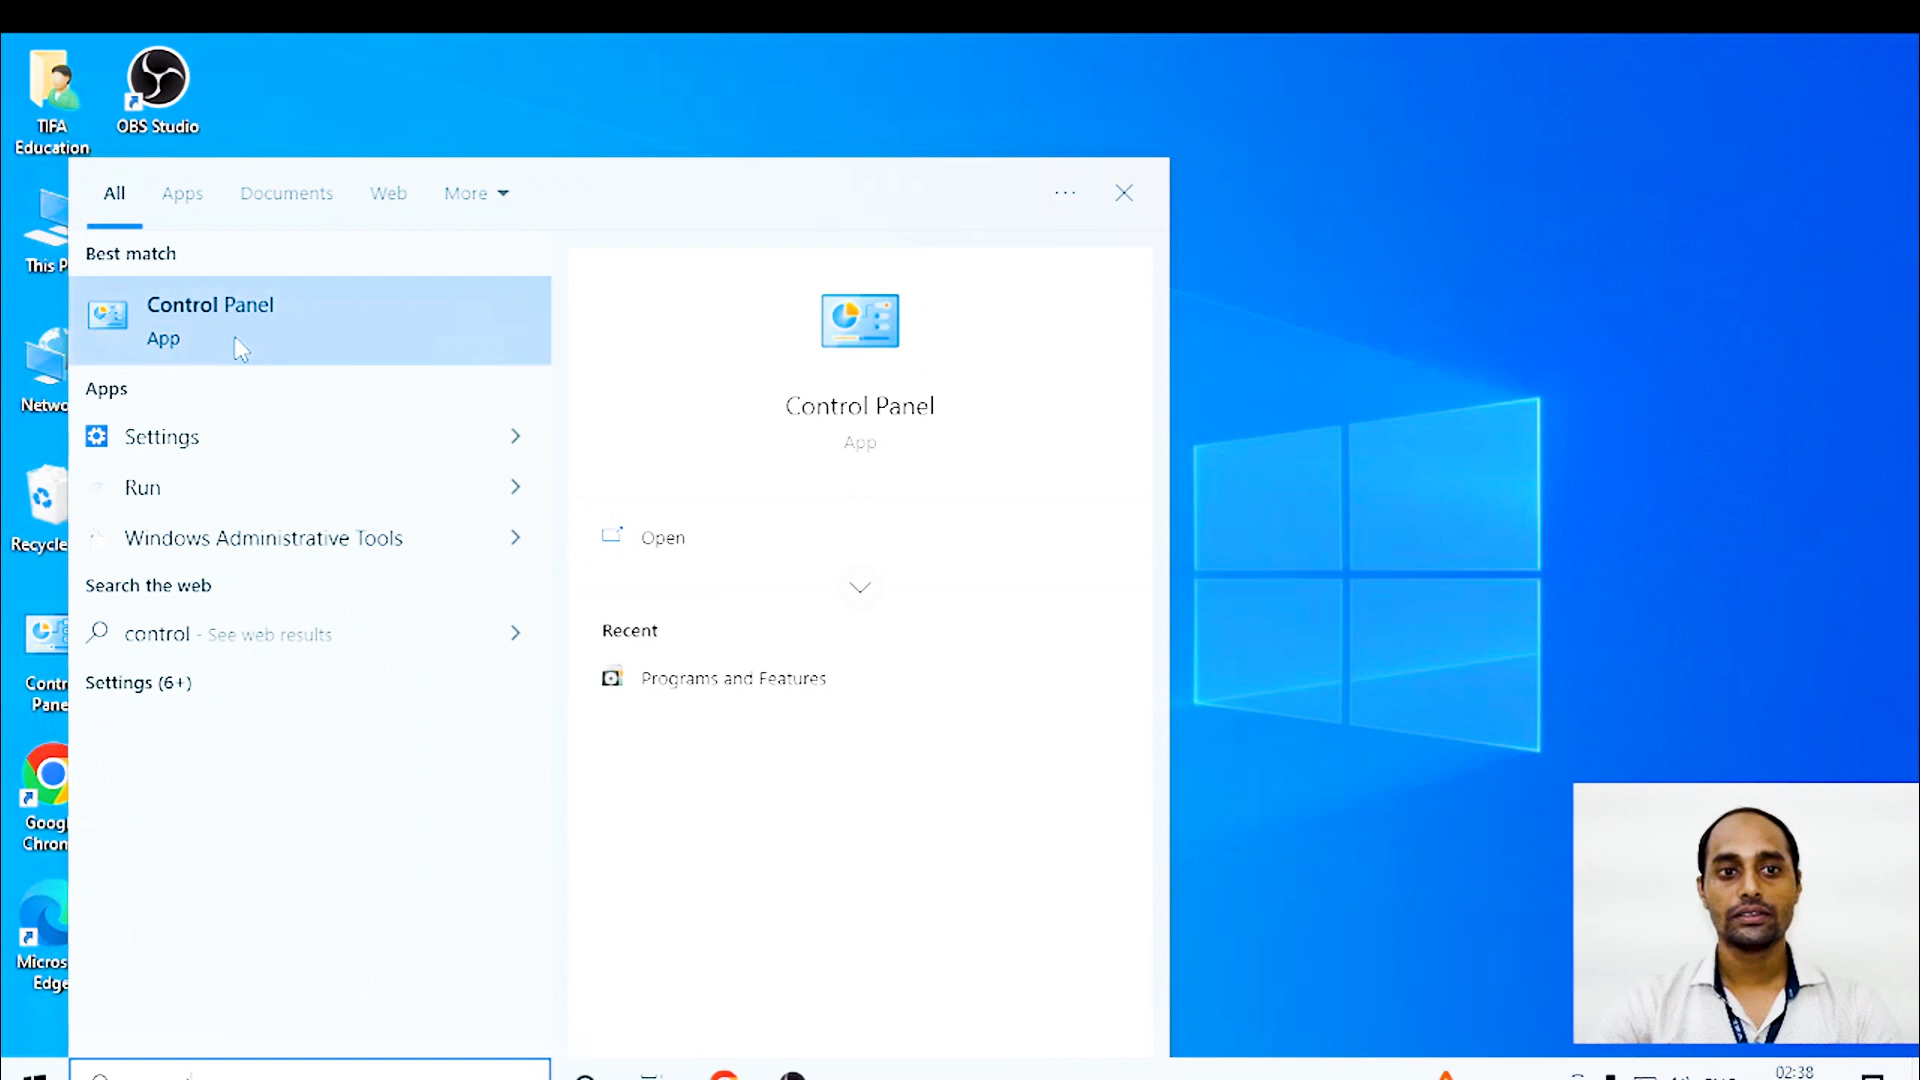 TIFA
Education
OBS Studio
All Apps Documents Web More
This P
Best match
Control Panel
App
Control Panel
App
Netwo
Apps
Settings
Run
Windows Administrative Tools
Open
Recycle
Search the web
control - See web results
Recent
Programs and Features
Settings (6+)
Contr
Pane
Goog
Chron
Micros
Edge
02:38